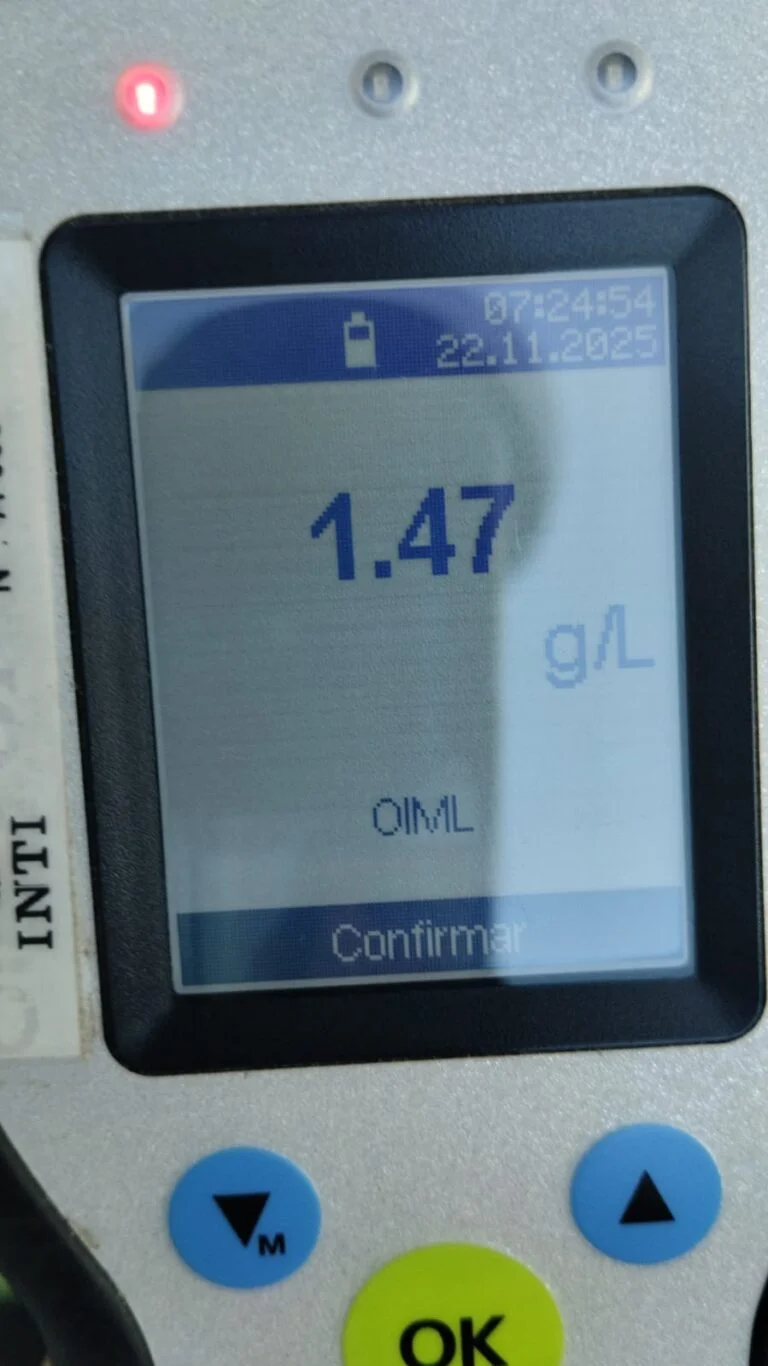 07:24:54
22.11.2025
1.47
g/L
OIML
Confirmar
INTI
M
OK